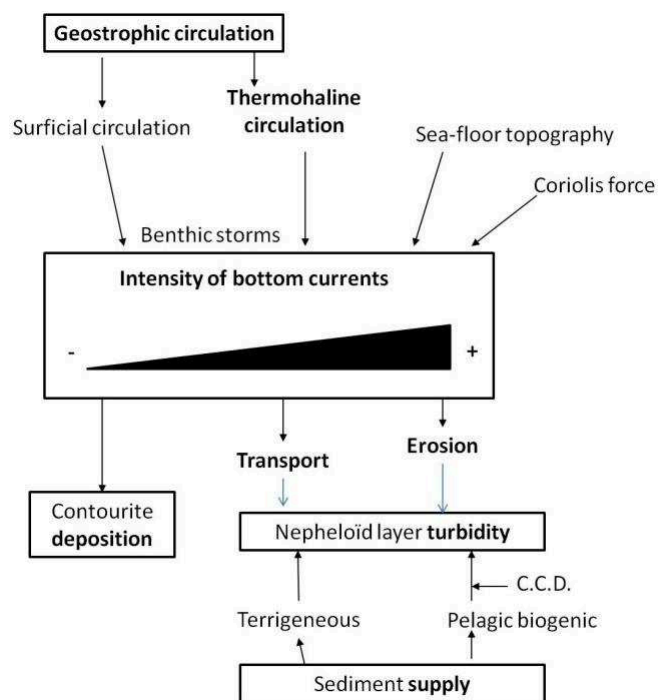 Geostrophic circulation
Thermohaline
circulation
Surficial circulation
Sea-floor topography
Coriolis force
Benthic storms
Intensity of bottom currents
- +
Erosion
Transport
Contourite
deposition
Nepheloïd layer turbidity
C.C.D.
Terrigeneous
Pelagic biogenic
Sediment supply